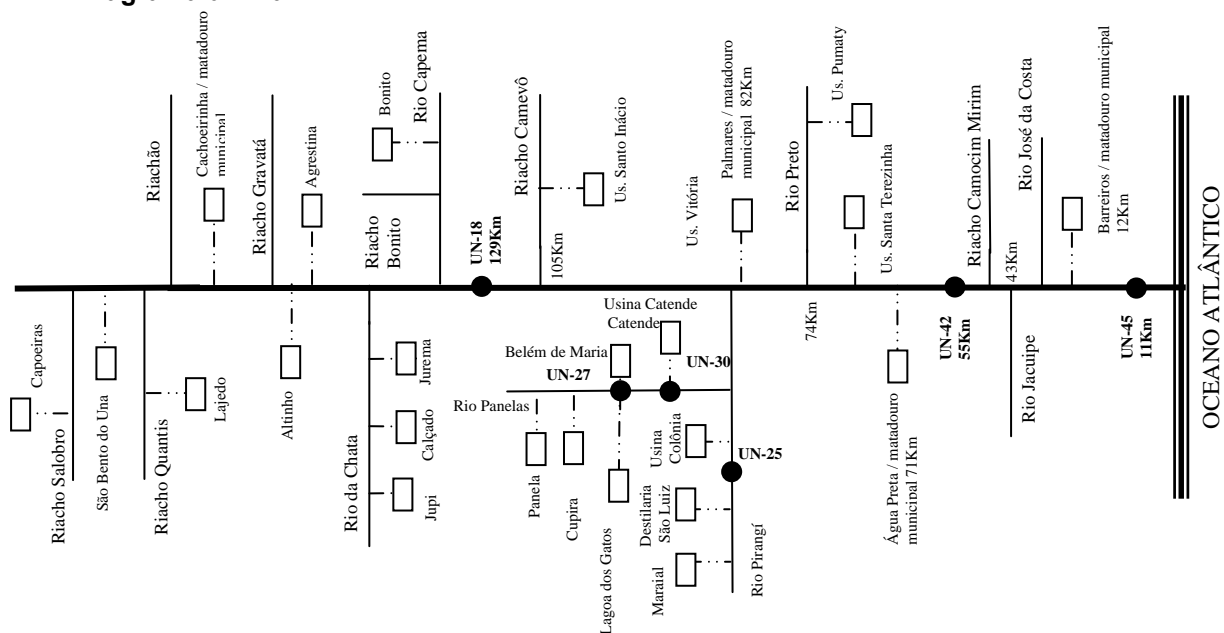 Capoeiras
Riacho Salobro
São Bento do Una
Riacho Quantis
Lajedo
Riachão
Cachoeirinha / matadouro
municipal
Riacho Gravatá
Altinho
Agrestina
Rio da Chata
Jurema
Calçado
Jupi
Riacho
Bonito
Bonito
Rio Capema
UN-18
129Km
Riacho Camevô
105Km
Us. Santo Inácio
Rio Panelas
Panela
Cupira
Belém de Maria
UN-27
Lagoa dos Gatos
Usina Catende
Catende
UN-30
Usina
Colônia
UN-25
Destilaria
São Luiz
Maraial
Rio Pirangí
Us. Vitória
Palmares / matadouro
municipal 82Km
Rio Preto
74Km
Us. Pumaty
Us. Santa Terezinha
Água Preta / matadouro
municipal 71Km
UN-42
55Km
Riacho Camocim Mirim
43Km
Rio Jacuipe
Rio José da Costa
Barreiros / matadouro municipal
12Km
UN-45
11Km
OCEANO ATLÂNTICO